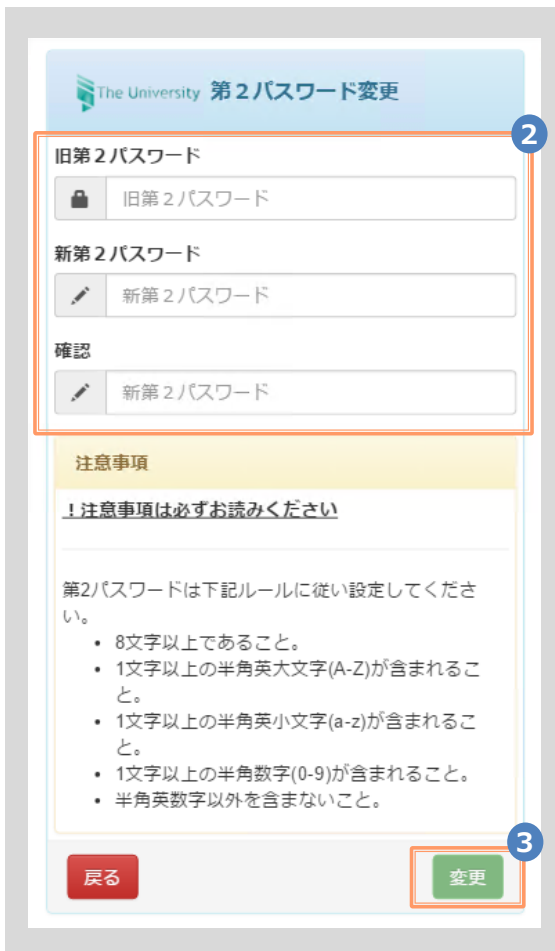 The University 第２パスワード変更
2
旧第２パスワード
旧第２パスワード
新第２パスワード
新第２パスワード
確認
新第２パスワード
注意事項
！注意事項は必ずお読みください
第2パスワードは下記ルールに従い設定してくださ
い。
• 8文字以上であること。
• 1文字以上の半角英大文字(A-Z)が含まれるこ
と。
• 1文字以上の半角英小文字(a-z)が含まれるこ
と。
• 1文字以上の半角数字(0-9)が含まれること。
• 半角英数字以外を含まないこと。
3
戻る
変更